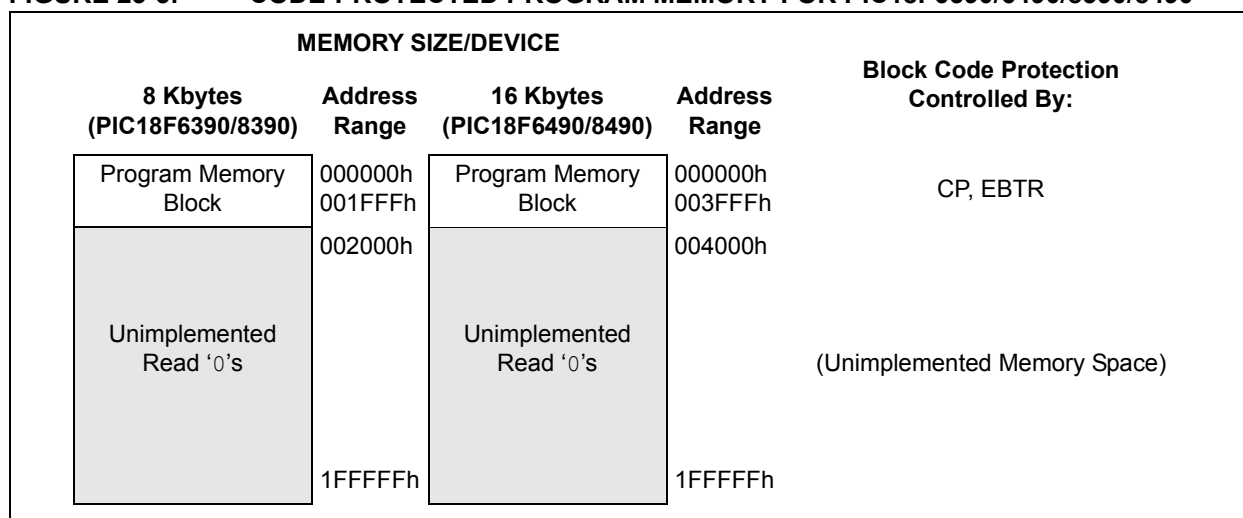 MEMORY SIZE/DEVICE
Block Code Protection
Controlled By:
8 Kbytes
(PIC18F6390/8390)
Address
Range
16 Kbytes
(PIC18F6490/8490)
Address
Range
Program Memory
Block
000000h
001FFFh
Program Memory
Block
000000h
003FFFh
CP, EBTR
002000h
004000h
Unimplemented
Read ‘0’s
Unimplemented
Read ‘0’s
(Unimplemented Memory Space)
1FFFFFh
1FFFFFh